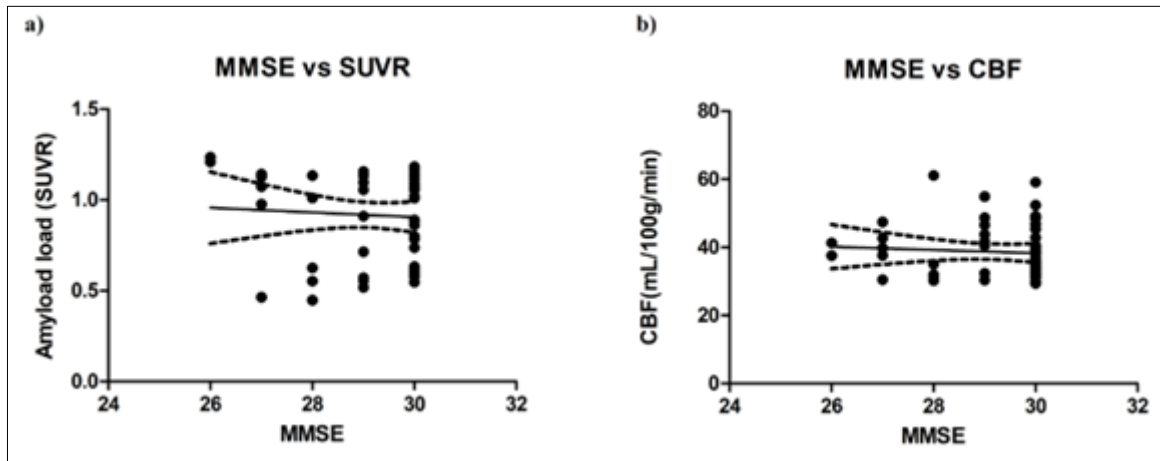 a)
MMSE vs SUVR
Amyloid load (SUVR)
1.5
1.0
0.5
0.0
24 26 28 30 32
MMSE
b)
MMSE vs CBF
CBF(mL/100g/min)
80
60
40
20
0
24 26 28 30 32
MMSE